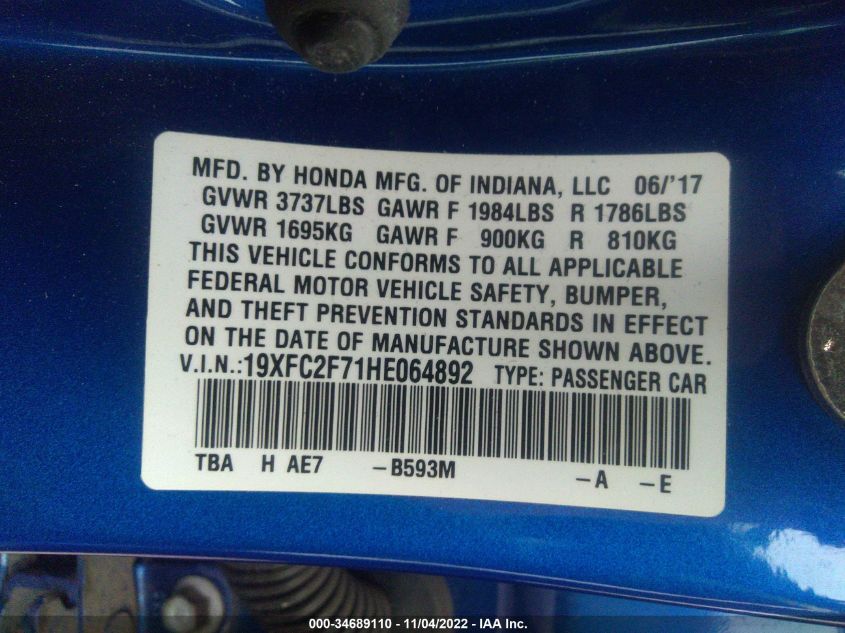 MFD. BY HONDA MFG. OF INDIANA, LLC 06/'17
GVWR 3737LBS GAWR F 1984LBS R 1786LBS
GVWR 1695KG GAWR F 900KG R 810KG
THIS VEHICLE CONFORMS TO ALL APPLICABLE
FEDERAL MOTOR VEHICLE SAFETY, BUMPER,
AND THEFT PREVENTION STANDARDS IN EFFECT
ON THE DATE OF MANUFACTURE SHOWN ABOVE.
V.I.N.:19XFC2F71HE064892 TYPE: PASSENGER CAR
TBA H AE7 -B593M -A -E
000-34689110 - 11/04/2022 - IAA Inc.